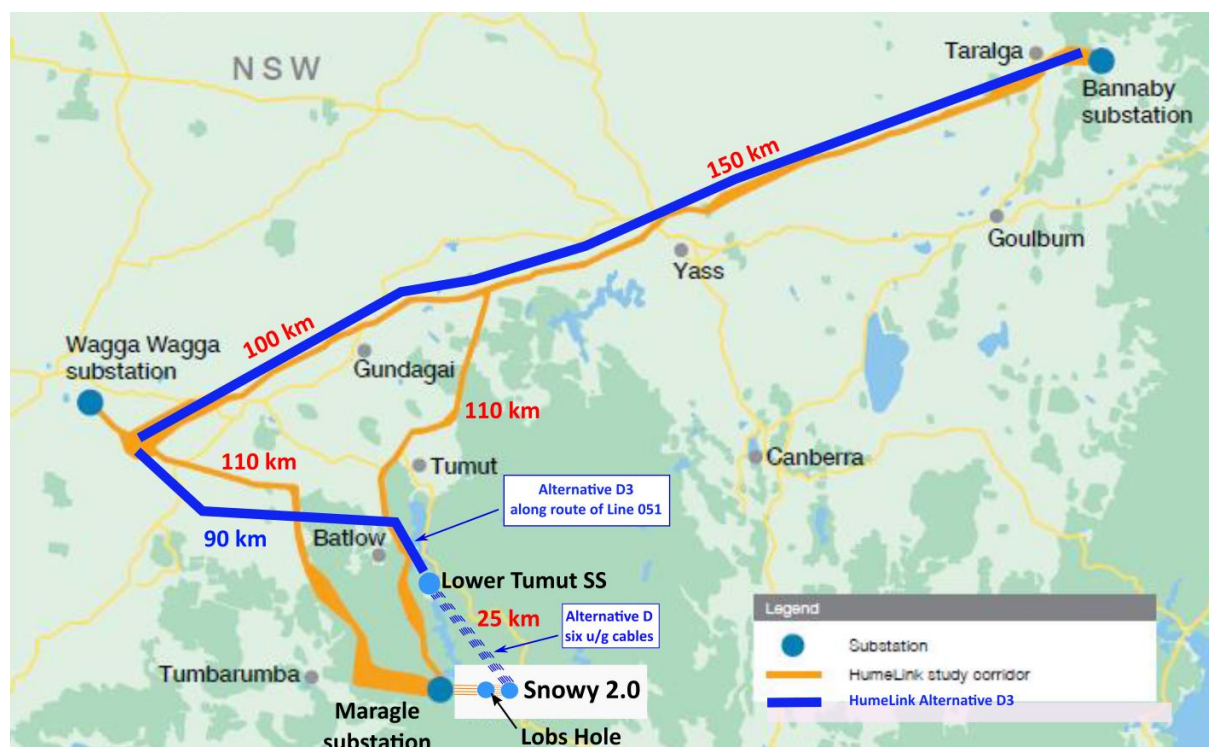 NSW
Taralga
Bannaby
substation
150 km
Goulburn
Yass
100 km
Wagga Wagga
substation
Gundagai
110 km
110 km
Tumut
Canberra
Alternative D3
along route of Line 051
90 km
Batlow
Lower Tumut SS
25 km
Alternative D
six u/g cables
Tumbarumba
Snowy 2.0
Maragle
substation
Lobs Hole
Legend
Substation
HumeLink study corridor
HumeLink Alternative D3